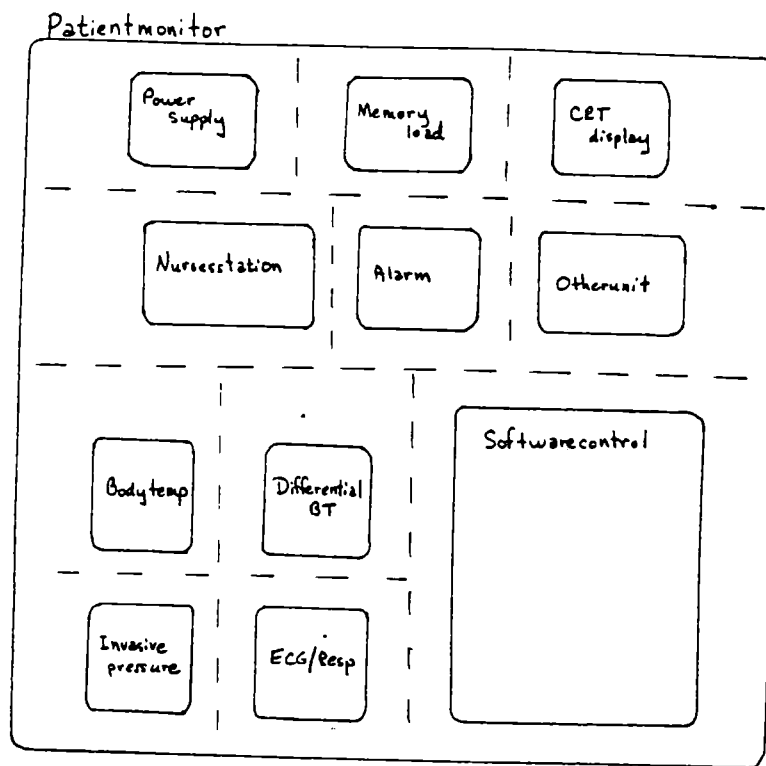 Patientmonitor
Power
supply
Memory
load
CRT
display
Nursesstation
Alarm
Otherunit
Softwarecontrol
Bodytemp
Differential
BT
Invasive
pressure
ECG/Resp